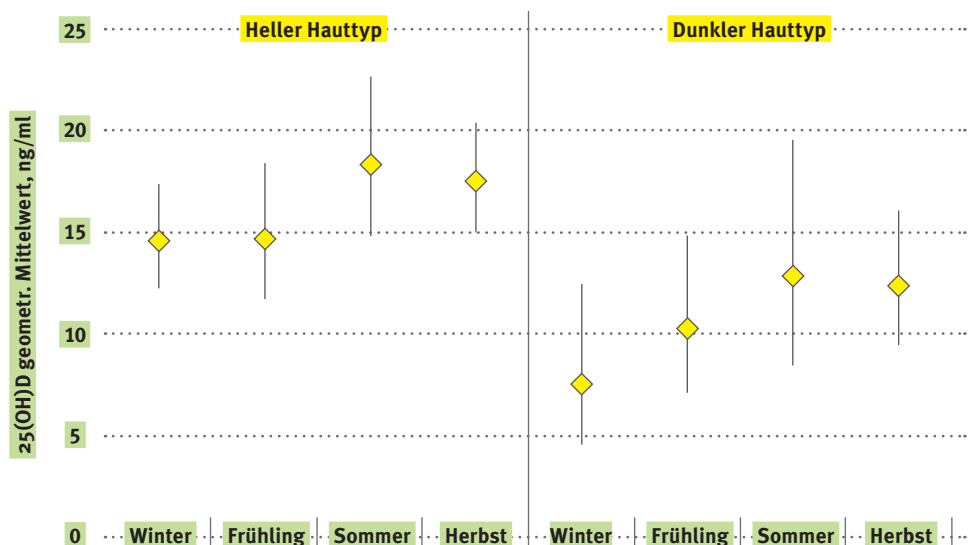 25
Heller Hauttyp
Dunkler Hauttyp
20
15
10
5
0
25(OH)D geometr. Mittelwert, ng/ml
Winter Frühling Sommer Herbst Winter Frühling Sommer Herbst